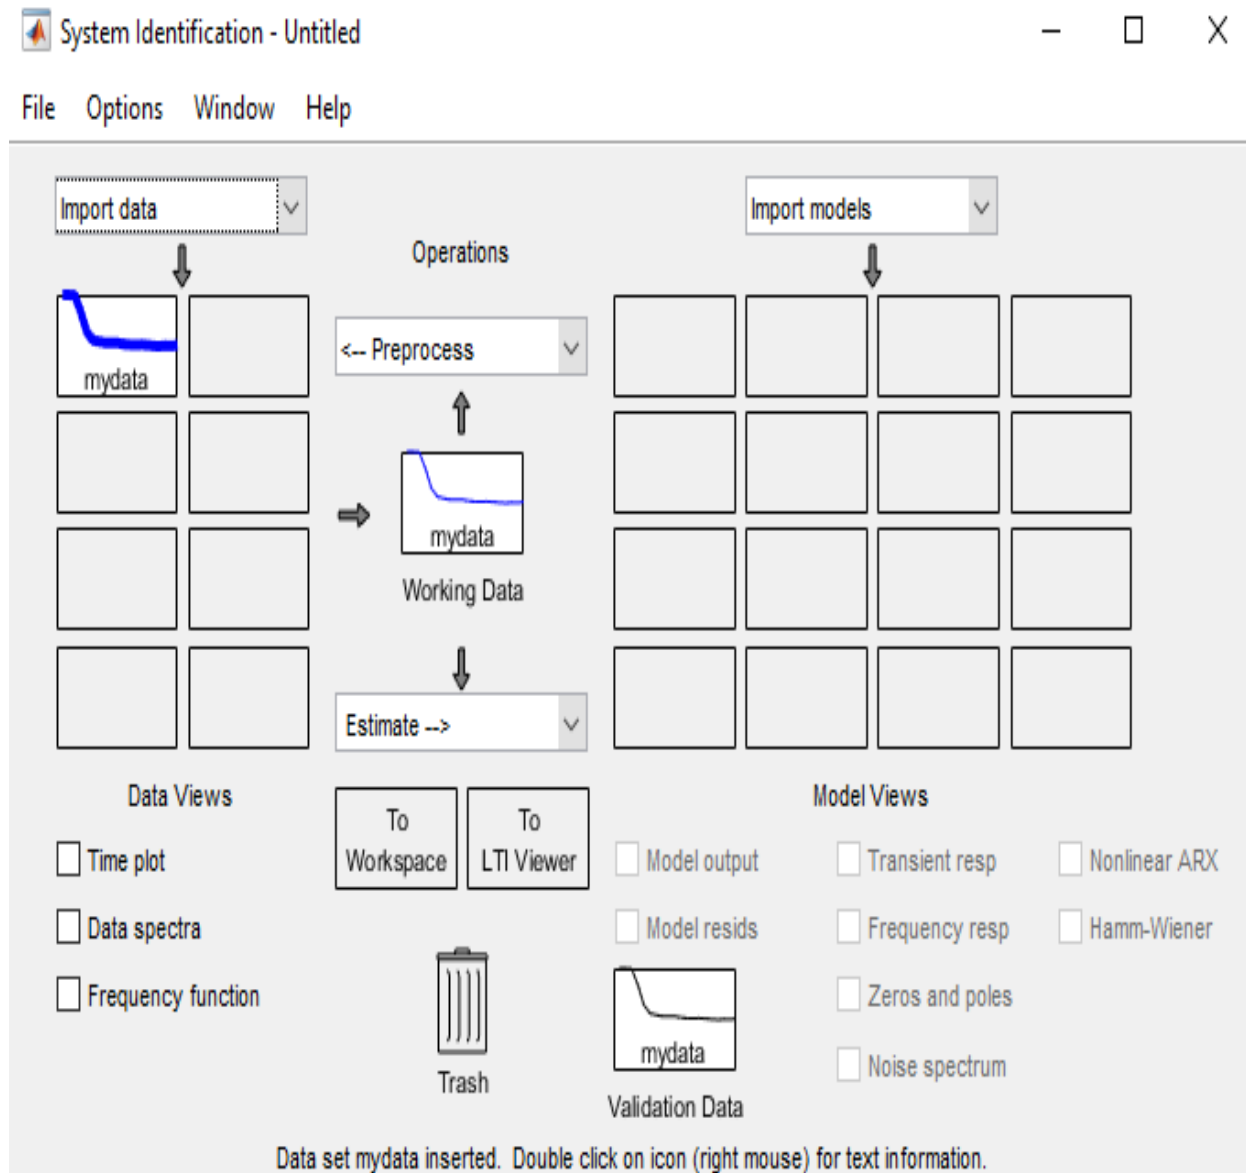 System Identification - Untitled
File Options Window Help
Import data
Import models
Operations
mydata
<-- Preprocess
mydata
Working Data
Estimate -->
Data Views
To Workspace
To LTI Viewer
Model Views
Time plot
Data spectra
Frequency function
Model output
Transient resp
Nonlinear ARX
Model resids
Frequency resp
Hamm-Wiener
Zeros and poles
Noise spectrum
Trash
mydata
Validation Data
Data set mydata inserted. Double click on icon (right mouse) for text information.